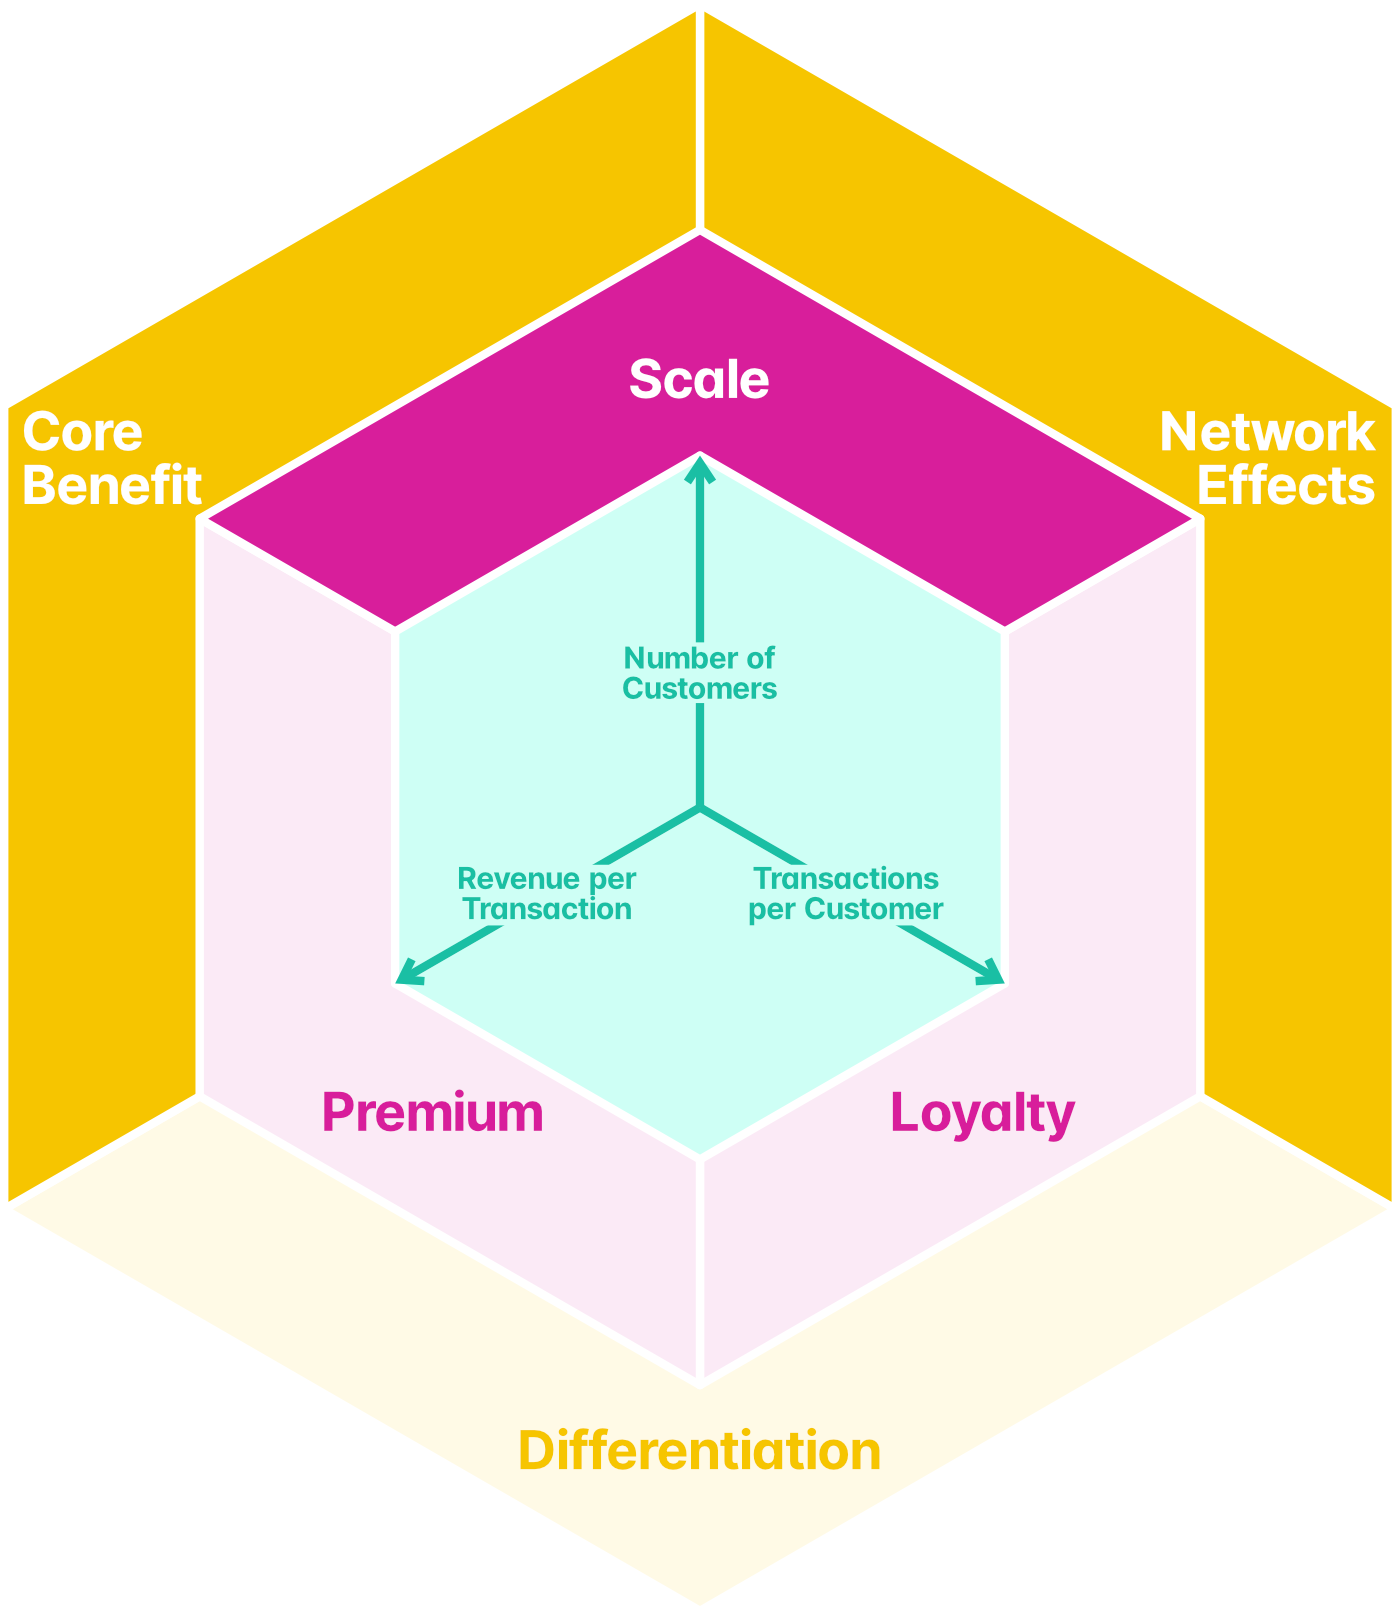 Scale
Core
Benefit
Network
Effects
Number of
Customers
Revenue per
Transaction
Transactions
per Customer
Premium
Loyalty
Differentiation